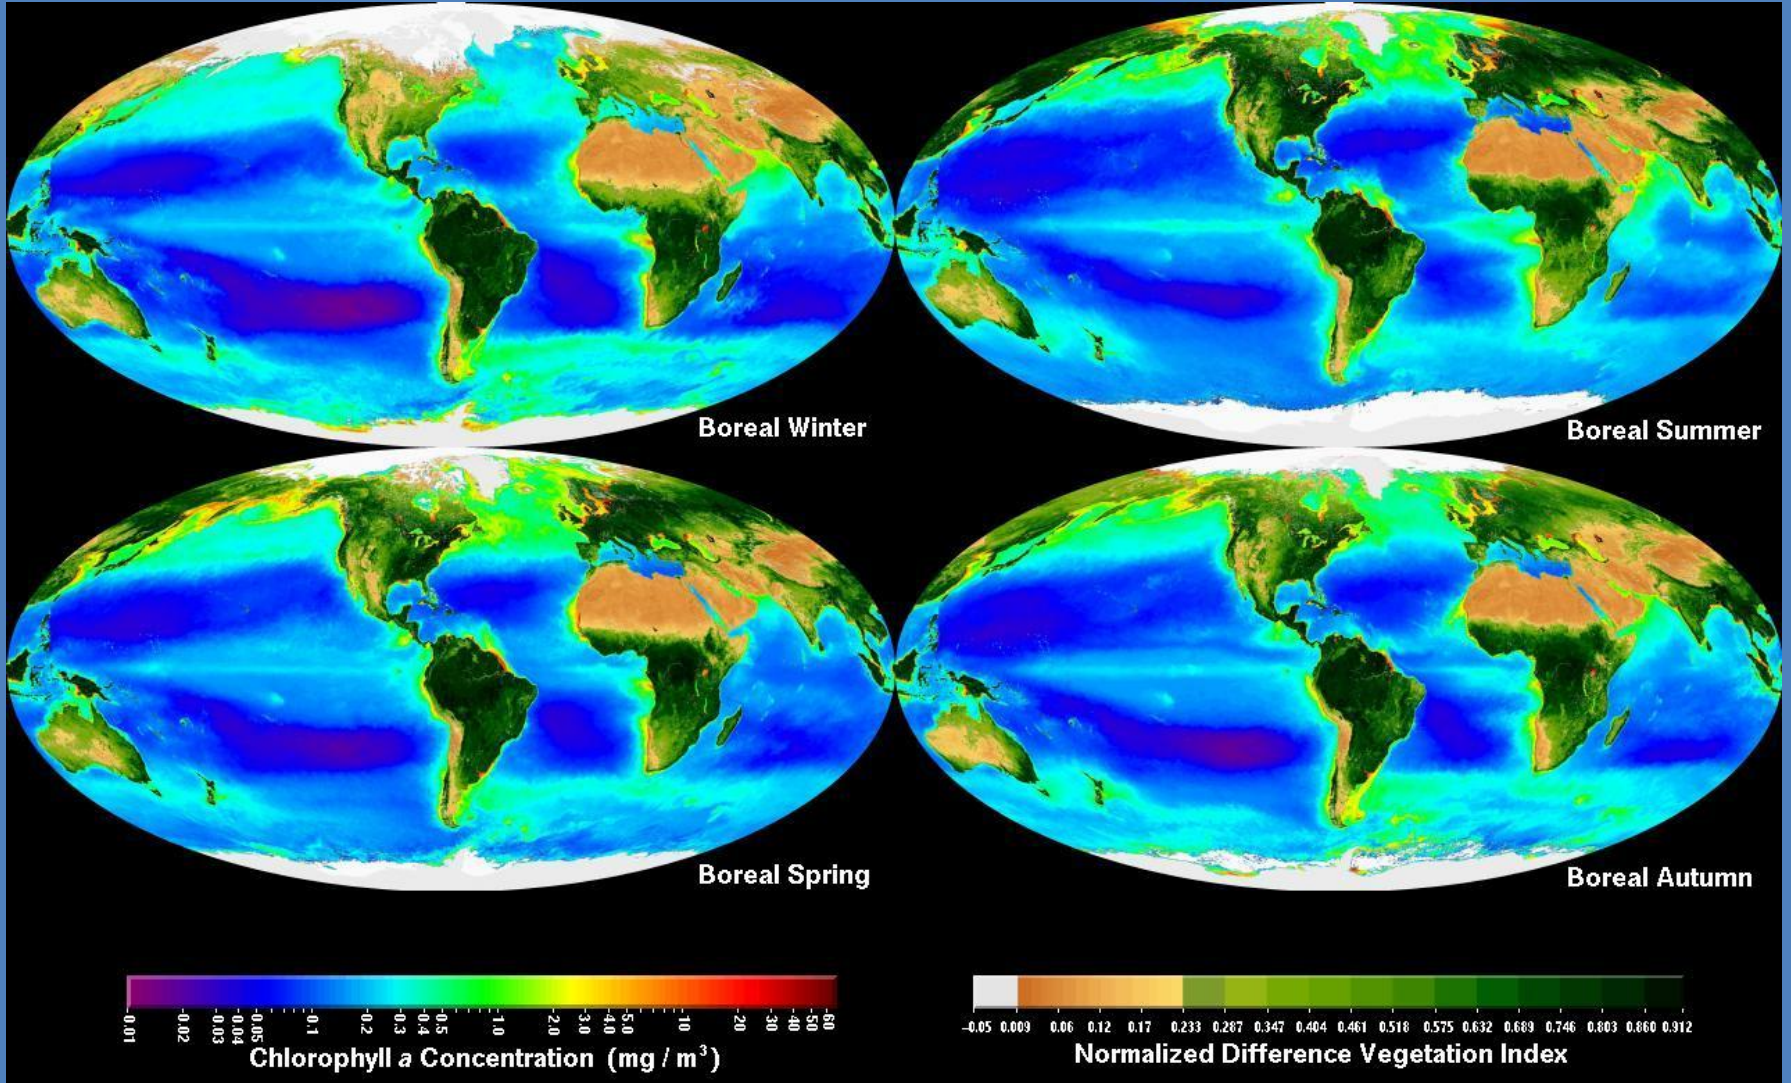 Boreal Winter
Boreal Summer
Boreal Spring
Boreal Autumn
0.01 0.02 0.03 0.04 0.05 0.1 0.2 0.3 0.4 0.5 1.0 2.0 3.0 4.0 5.0 10 20 30 40 50 60
Chlorophyll a Concentration (mg / m³)
-0.05 0.009 0.06 0.12 0.17 0.233 0.287 0.347 0.404 0.461 0.518 0.575 0.632 0.689 0.746 0.803 0.860 0.912
Normalized Difference Vegetation Index